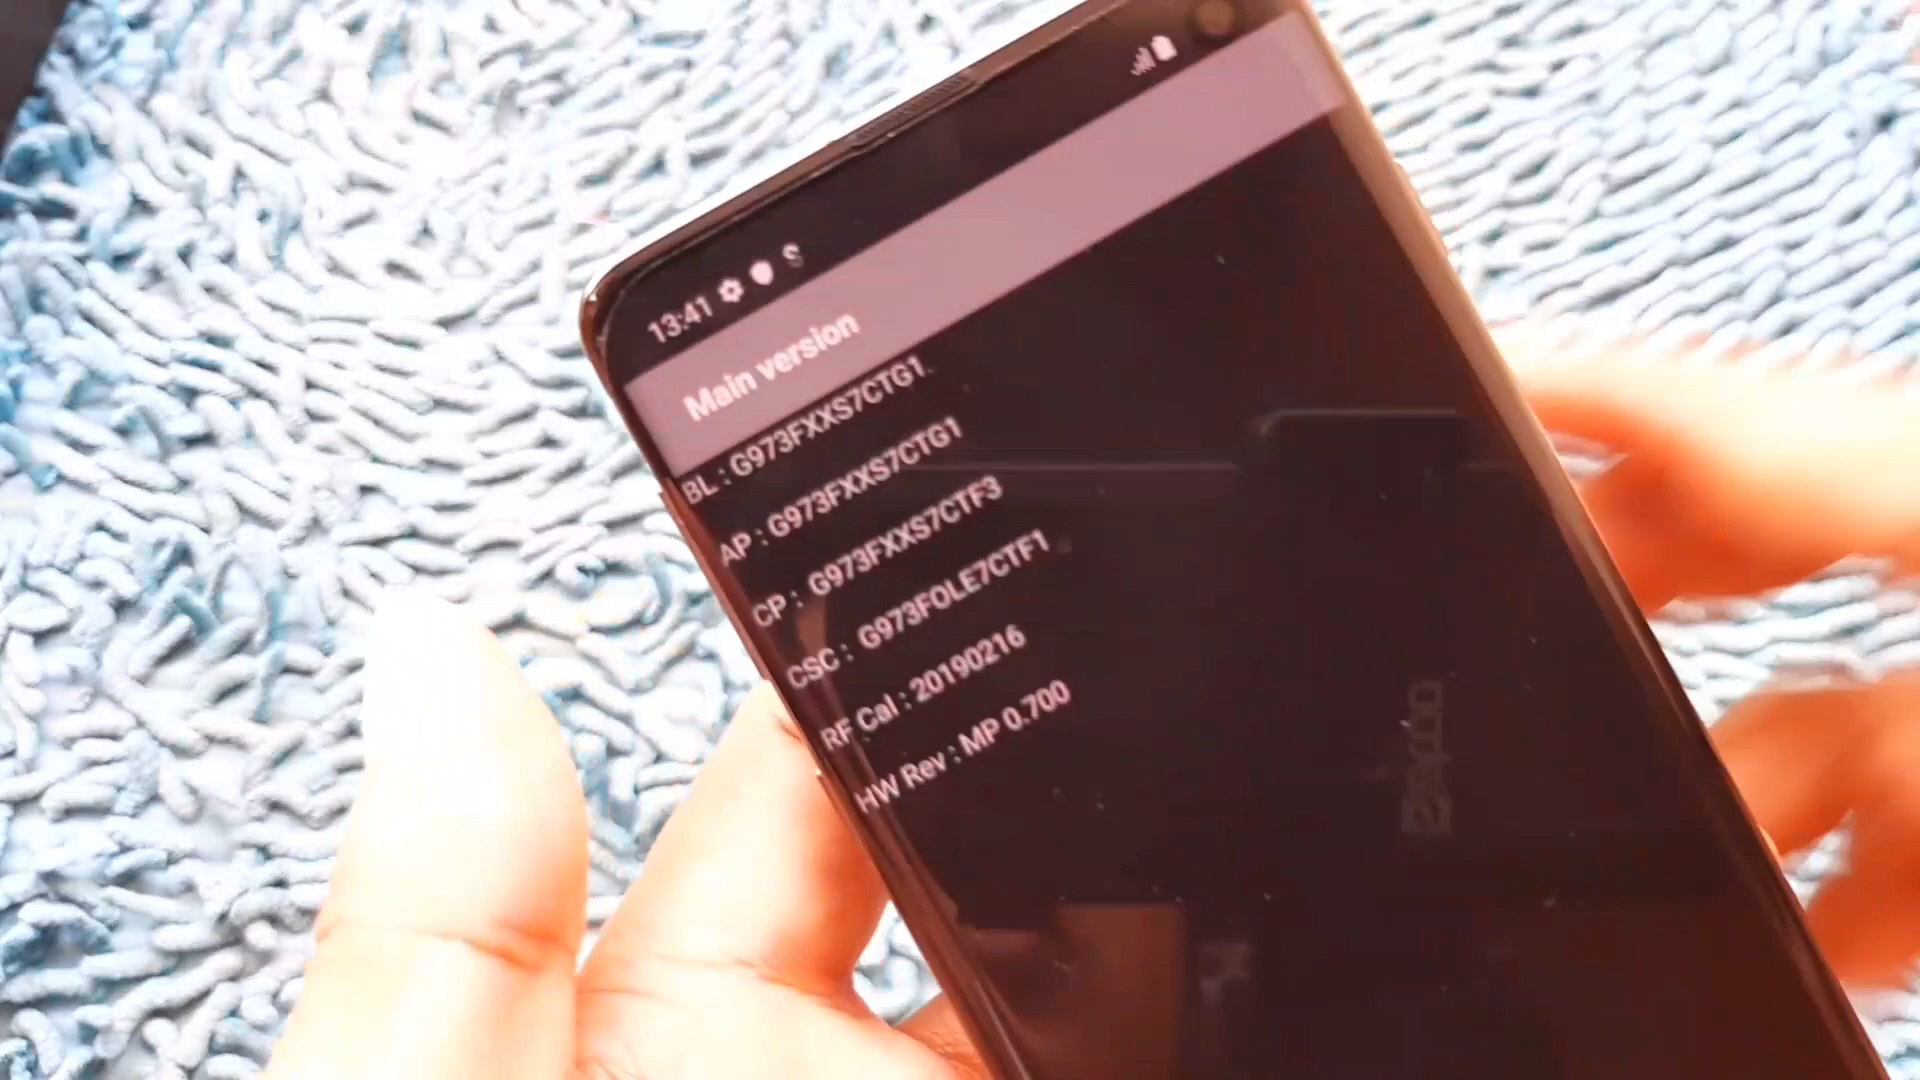 13:41
Main version
BL : G973FXXS7CTG1
AP : G973FXXS7CTG1
CP : G973FXXS7CTF3
CSC : G973FOLE7CTF1
RF Cal : 20190216
HW Rev : MP 0.700